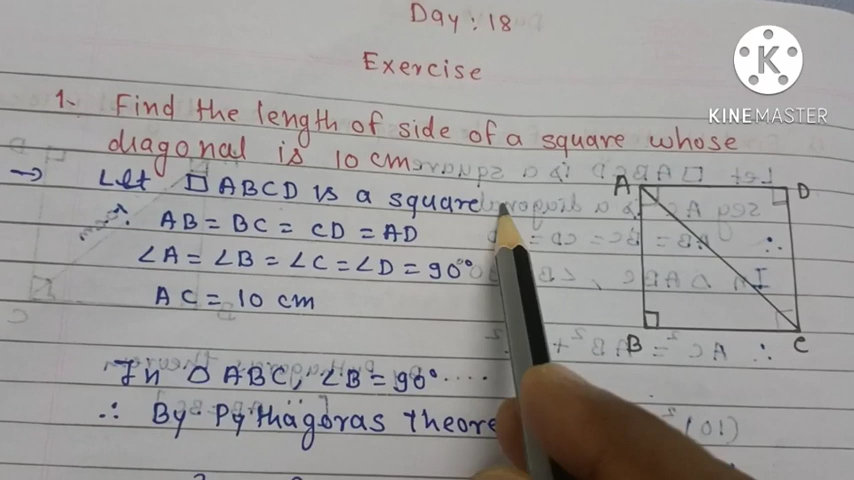 Day: 18
Exercise
KINEMASTER
1. Find the length of side of a square whose
diagonal is 10 cm
→ Let □ ABCD is a square
∴ AB = BC = CD = AD
∠A = ∠B = ∠C = ∠D = 90°
AC = 10 cm
A
D
B
C
In △ ABC, ∠B = 90° ....
∴ By Pythagoras theore